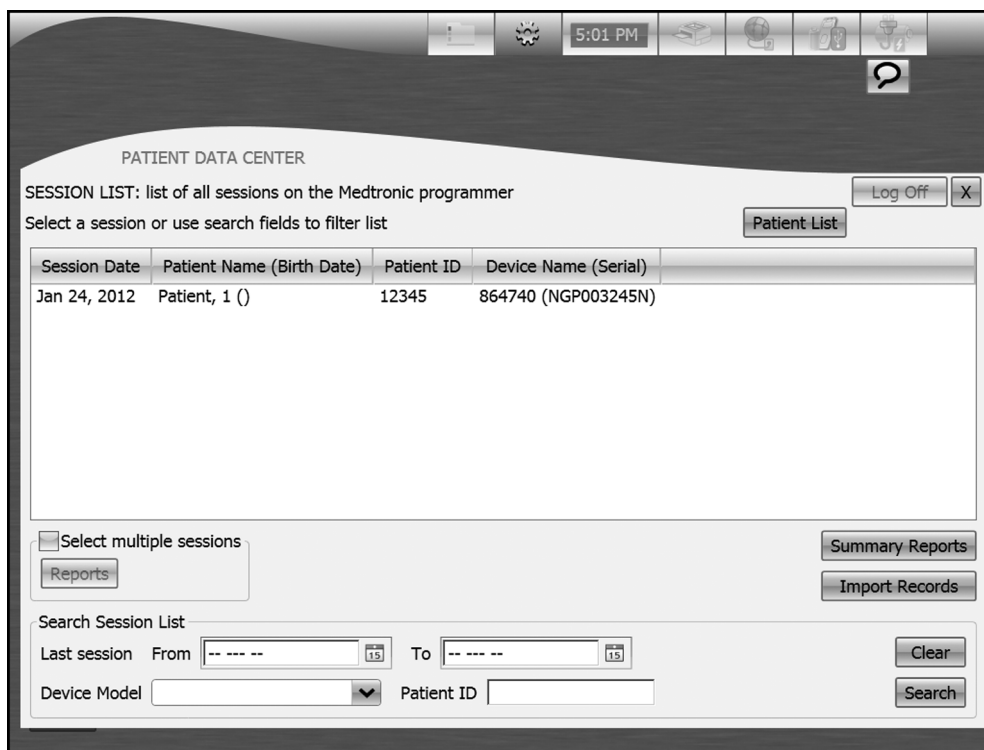 5:01 PM
PATIENT DATA CENTER
SESSION LIST: list of all sessions on the Medtronic programmer
Log Off X
Select a session or use search fields to filter list
Patient List
Session Date Patient Name (Birth Date) Patient ID Device Name (Serial)
Jan 24, 2012 Patient, 1 () 12345 864740 (NGP003245N)
Select multiple sessions
Summary Reports
Reports
Import Records
Search Session List
Last session From -- --- -- 15 To -- --- -- 15 Clear
Device Model Patient ID Search